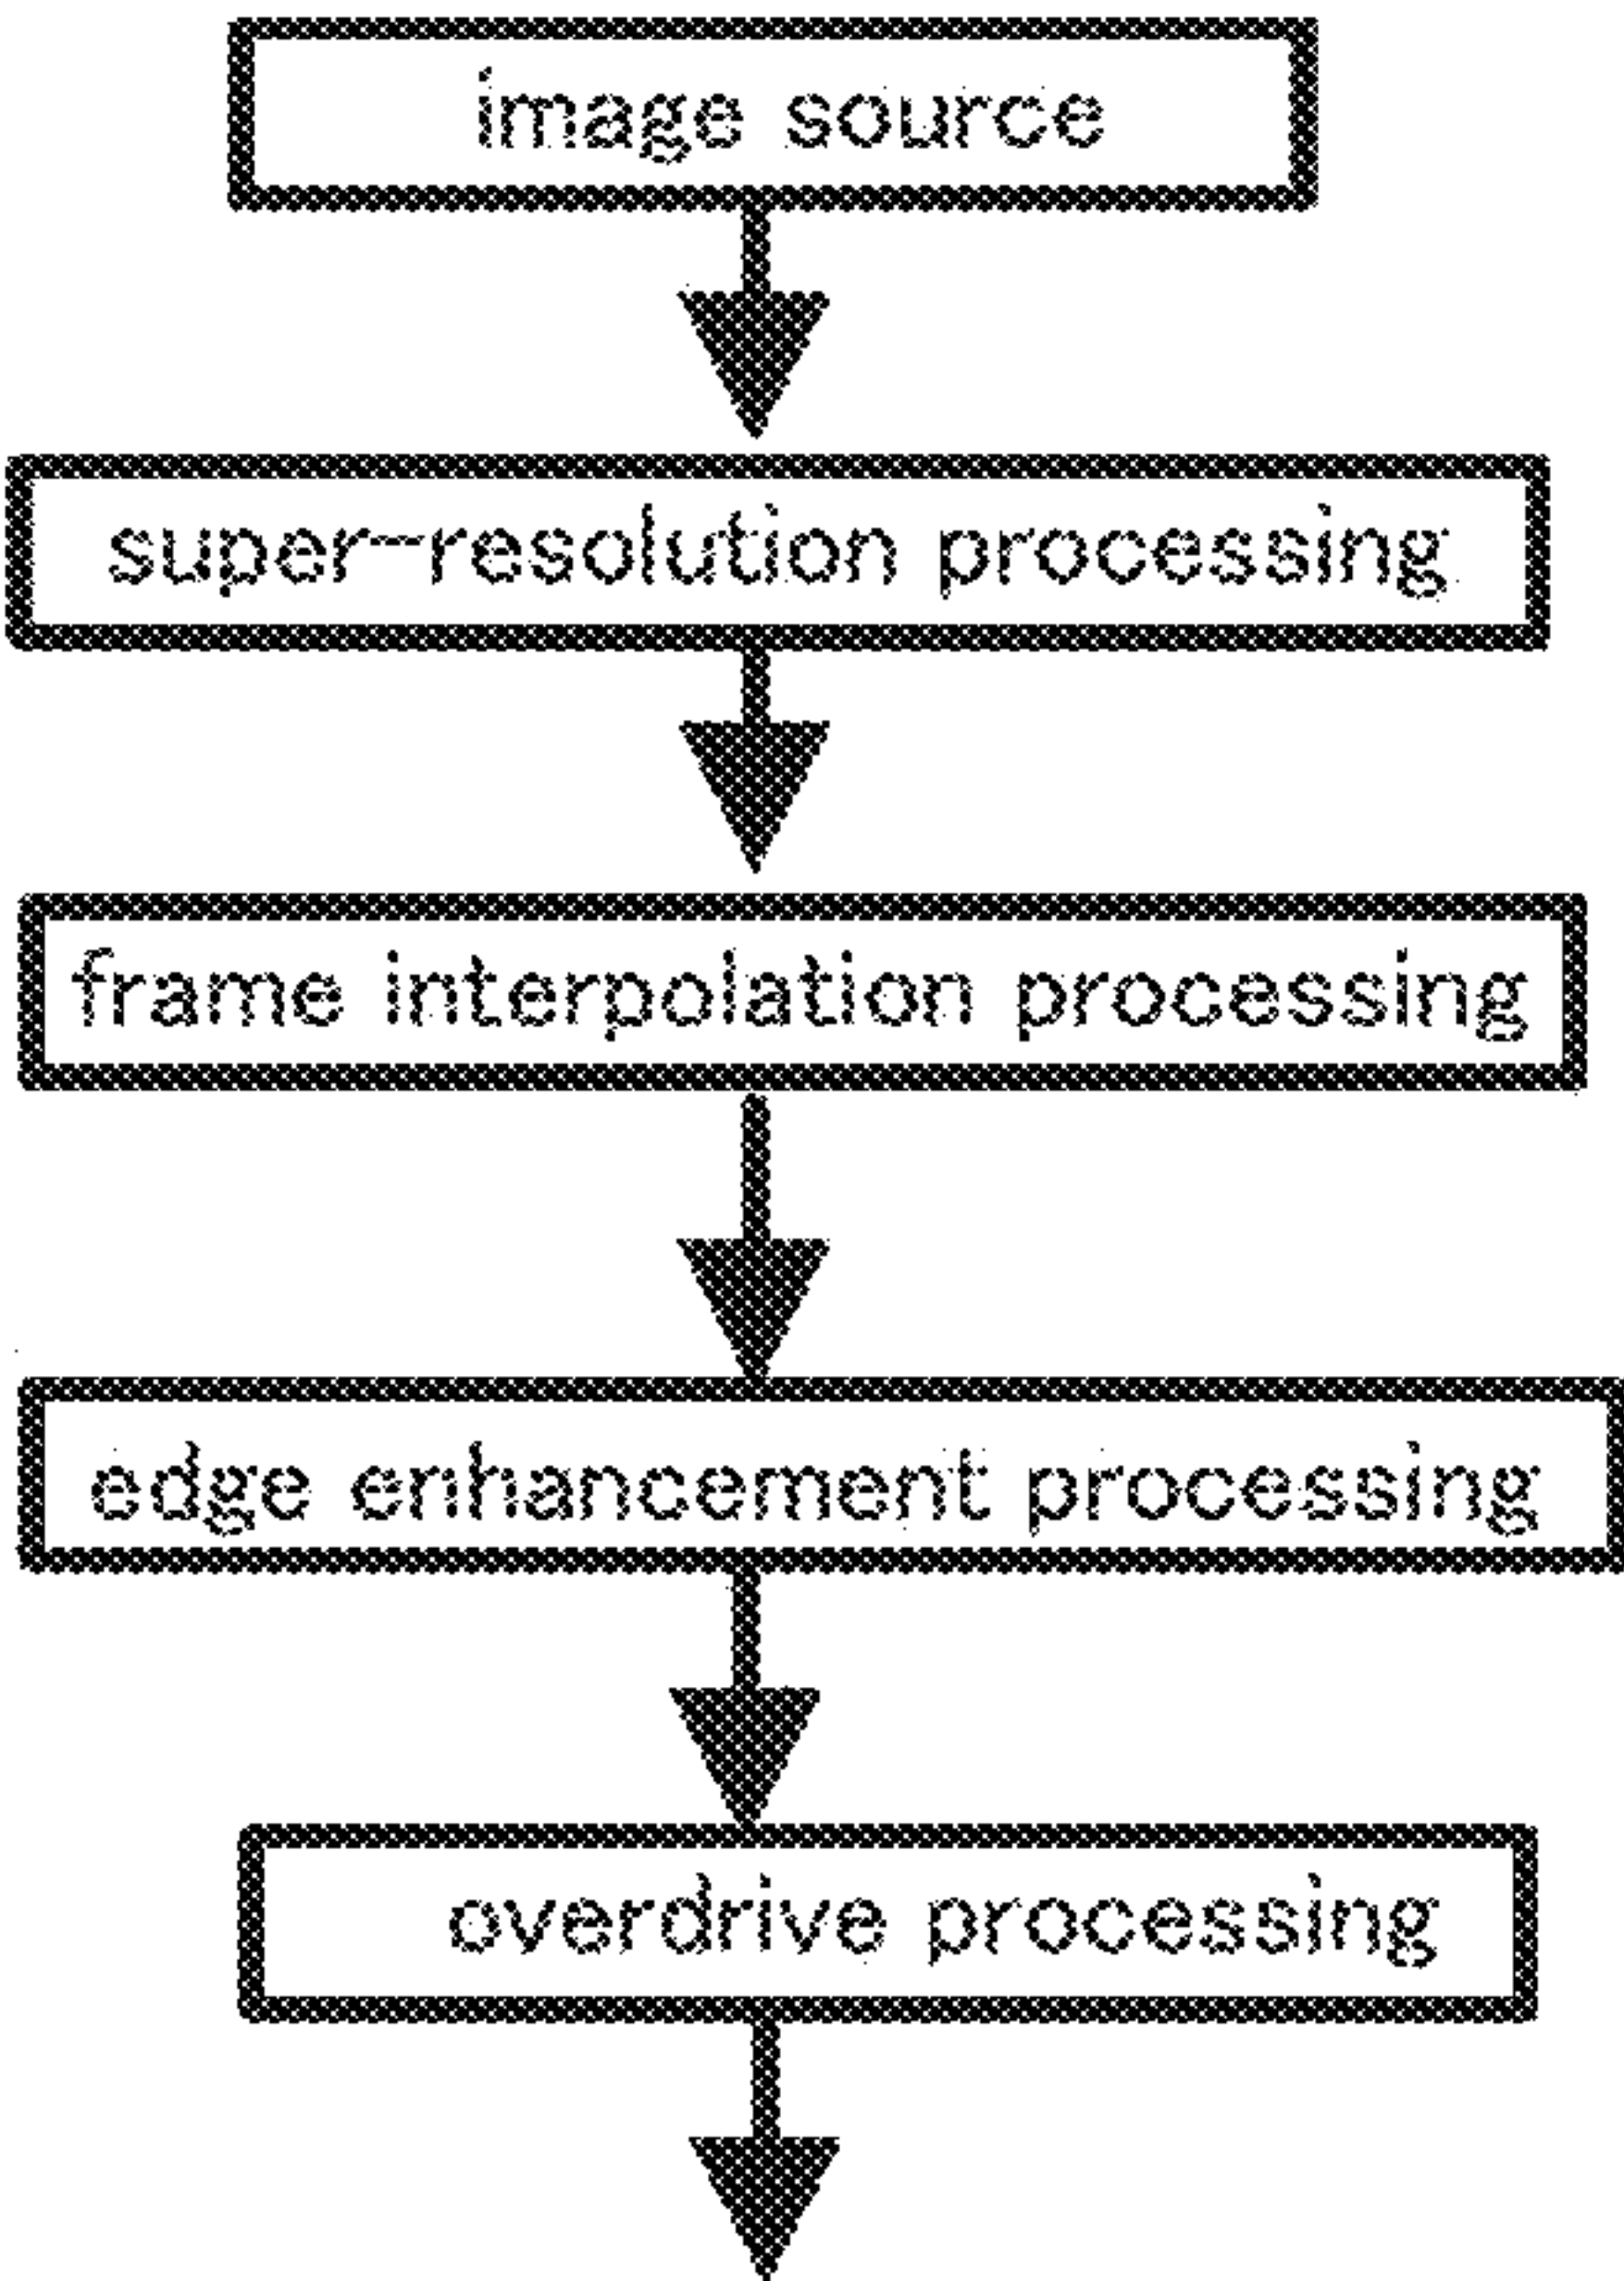 image source
super-resolution processing
frame interpolation processing
edge enhancement processing
overdrive processing